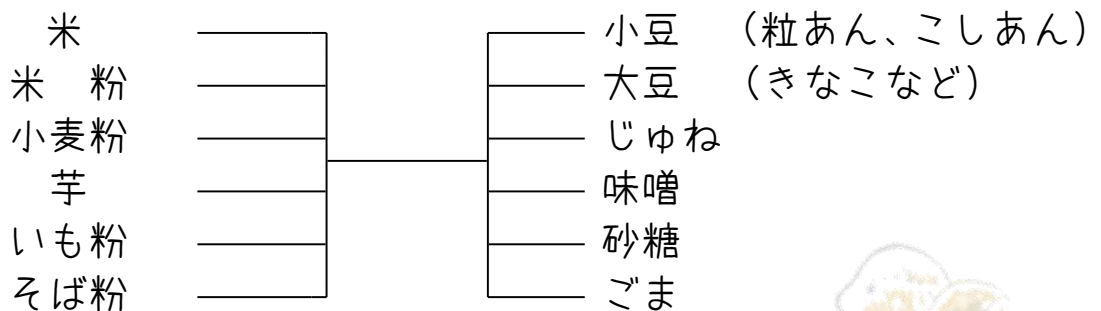 米 小豆 (粒あん、こしあん)
米 粉 大豆 (きなこなど)
小麦粉 じゅね
芋 味噌
いも粉 砂糖
そば粉 ごま